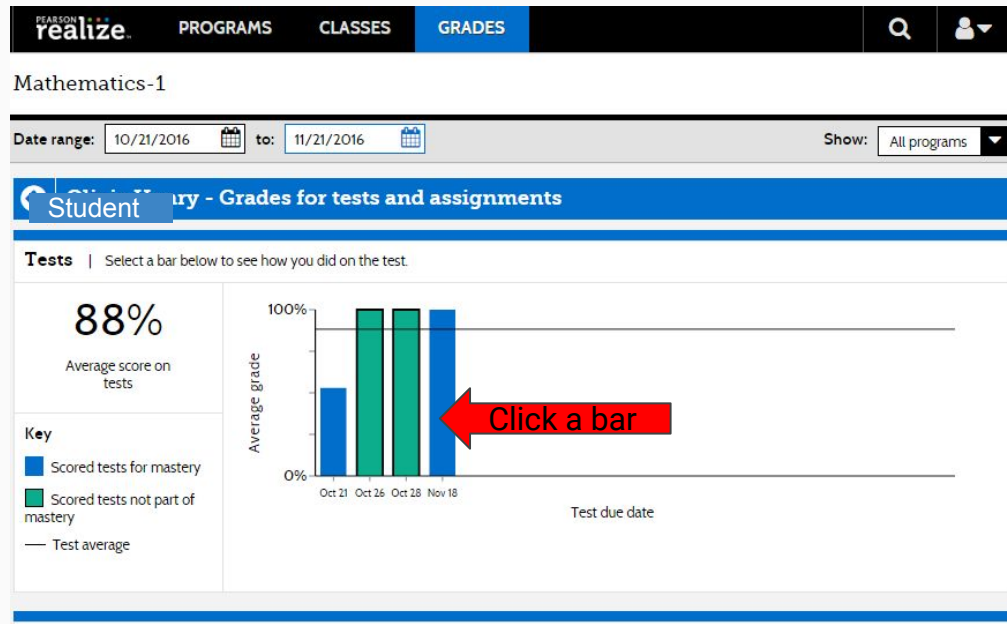 PEARSON
realize. PROGRAMS CLASSES GRADES
Mathematics-1
Date range: 10/21/2016 to: 11/21/2016 Show: All programs
Student - Grades for tests and assignments
Tests | Select a bar below to see how you did on the test.
88%
Average score on
tests
Key
Scored tests for mastery
Scored tests not part of
mastery
Test average
100%
Average grade
0%
Click a bar
Oct 21 Oct 26 Oct 28 Nov 18
Test due date